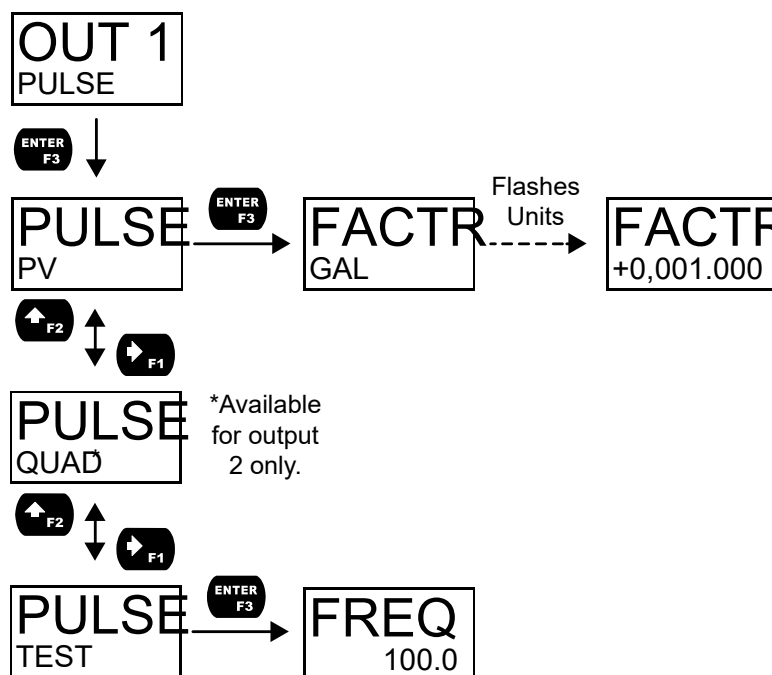 OUT 1
PULSE
ENTER
F3
PULSE
PV
ENTER
F3
FACTR
GAL
Flashes
Units
FACTR
+0,001.000
F2
F1
PULSE
QUAD*
*Available
for output
2 only.
F2
F1
PULSE
TEST
ENTER
F3
FREQ
100.0